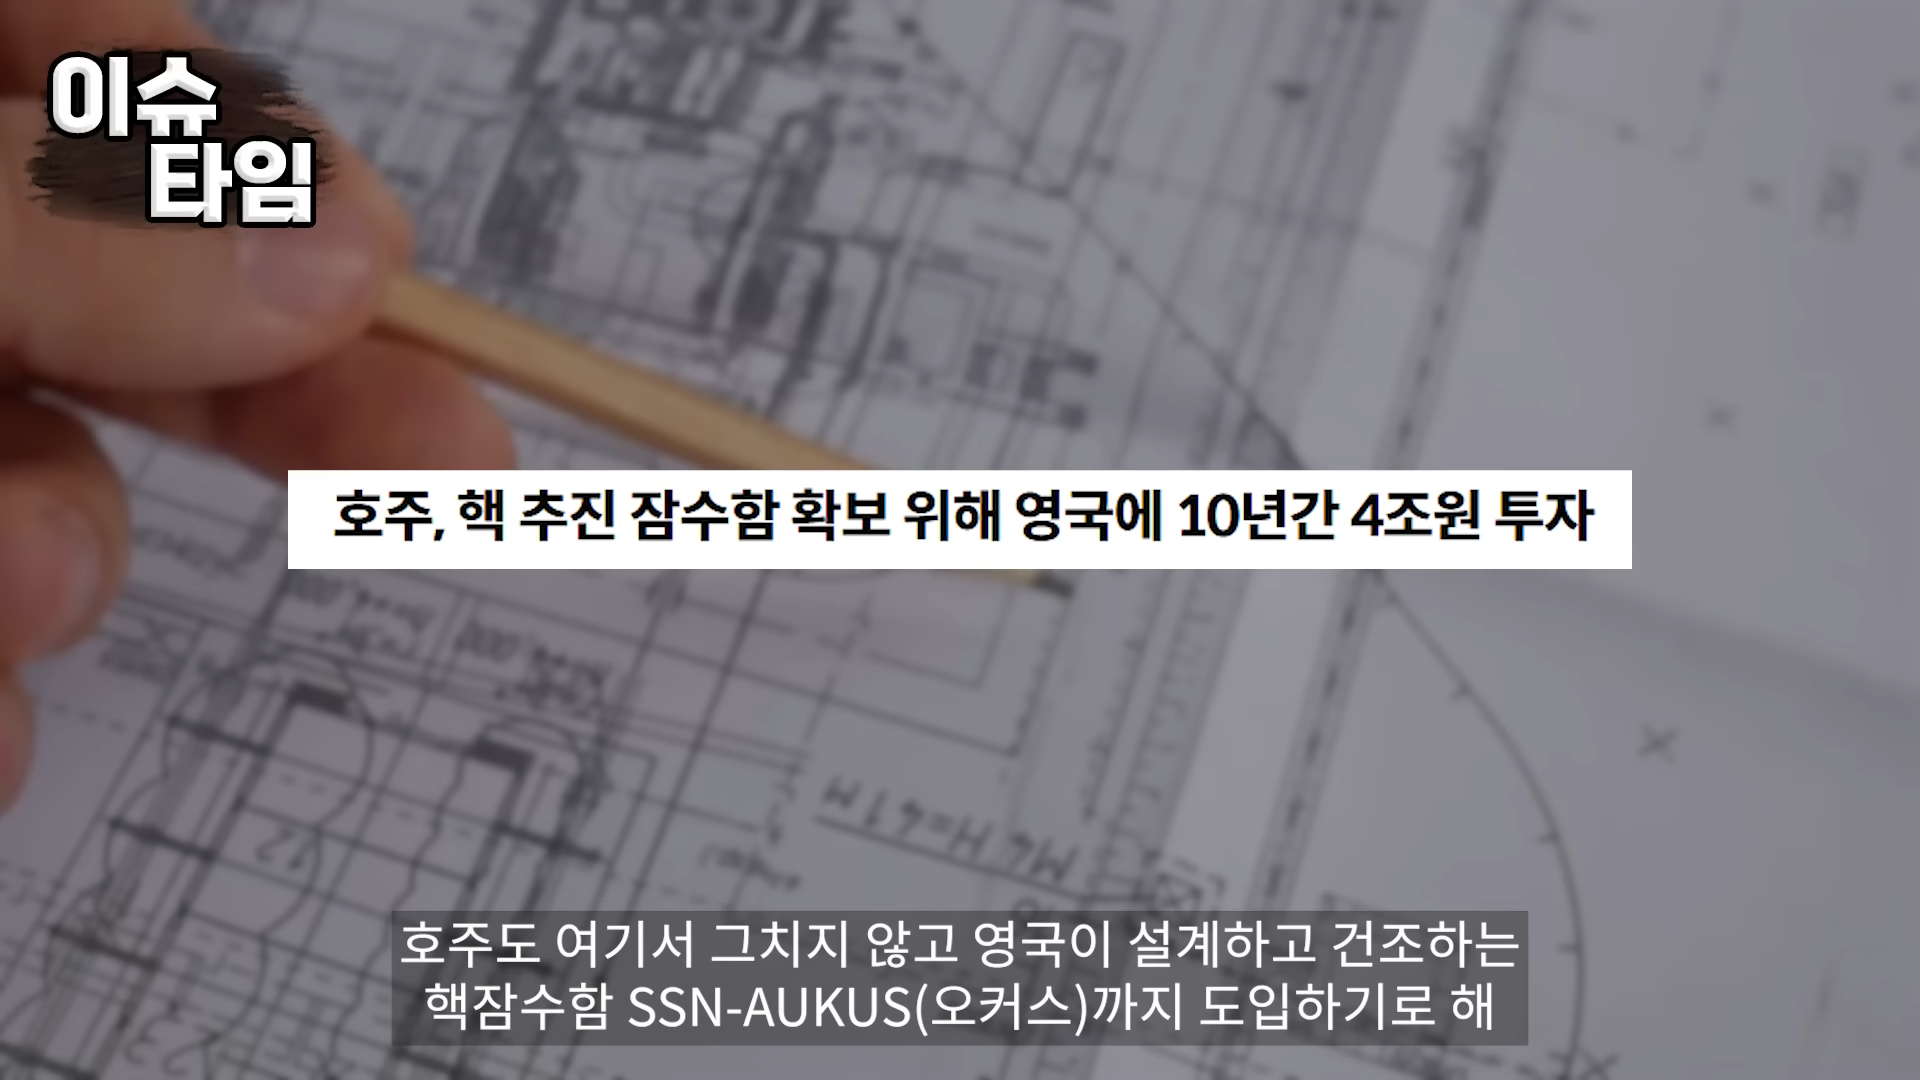 이슈
타임
호주, 핵 추진 잠수함 확보 위해 영국에 10년간 4조원 투자
M4 H=41M
12
호주도 여기서 그치지 않고 영국이 설계하고 건조하는
핵잠수함 SSN-AUKUS(오커스)까지 도입하기로 해